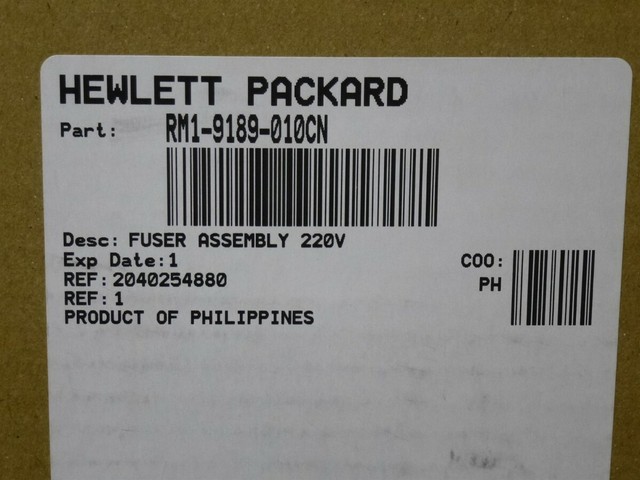 HEWLETT PACKARD
Part: RM1-9189-010CN
Desc: FUSER ASSEMBLY 220V
Exp Date:1
REF:2040254880
REF:1
PRODUCT OF PHILIPPINES
COO:
PH